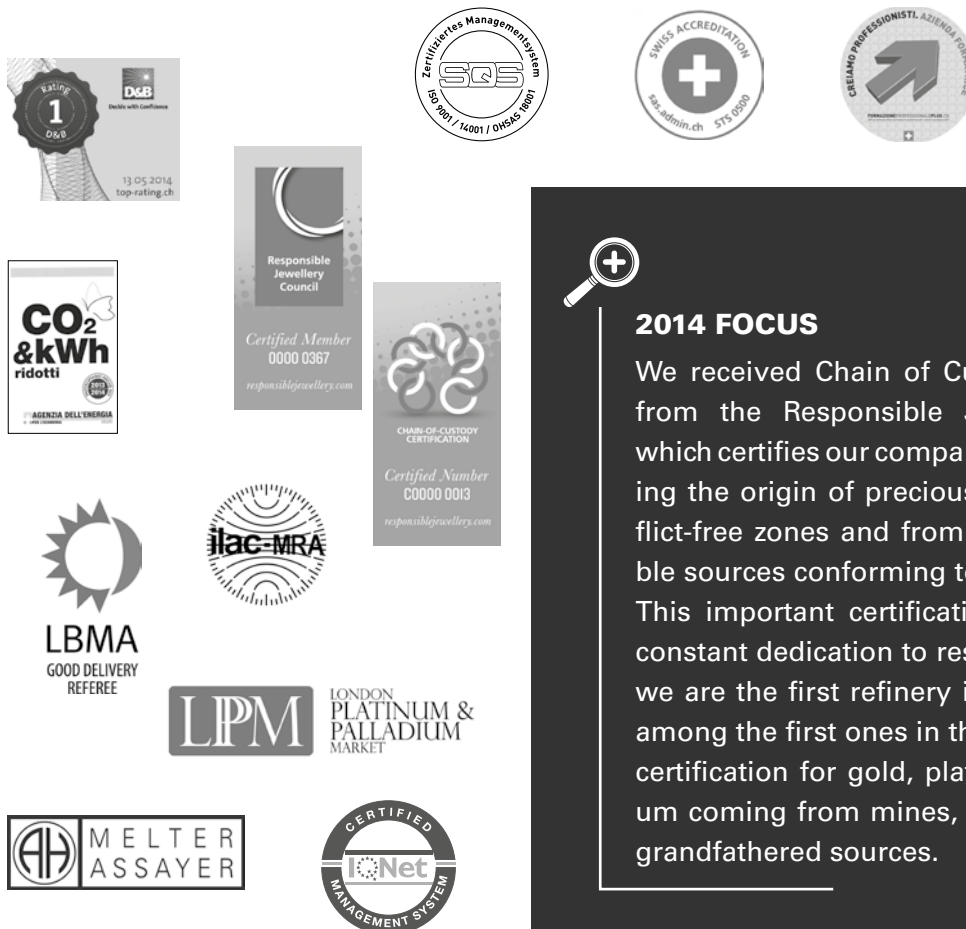 Zertifiziertes Managementsystem
SQS
ISO 9001 / 14001 / OHSAS 18001
SWISS ACCREDITATION
sas.admin.ch STS 0500
CREIAMO PROFESSIONISTI. AZIENDA
Rating
1
D&B
D&B
Decide with Confidence
13.05.2014
top-rating.ch
Responsible
Jewellery
Council
Certified Member
0000 0367
responsiblejewellery.com
CO2
&kWh
ridotti
2013
2014
AGENZIA DELL'ENERGIA
CHAIN-OF-CUSTODY
CERTIFICATION
Certified Number
C0000 0013
responsiblejewellery.com
LBMA
GOOD DELIVERY
REFEREE
ilac-MRA
LPPM
LONDON
PLATINUM &
PALLADIUM
MARKET
AH
MELTER
ASSAYER
CERTIFIED
IQNet
MANAGEMENT SYSTEM
2014 FOCUS
We received Chain of Cu
from the Responsible
which certifies our compa
ing the origin of precious
flict-free zones and from
ble sources conforming t
This important certificati
constant dedication to res
we are the first refinery i
among the first ones in th
certification for gold, plat
um coming from mines,
grandfathered sources.